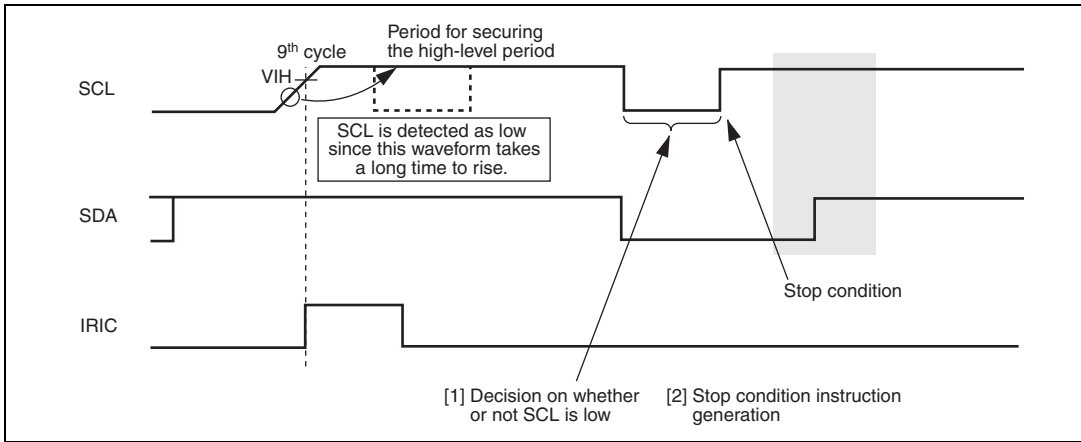 Period for securing
the high-level period
9th cycle
VIH
SCL
SCL is detected as low
since this waveform takes
a long time to rise.
SDA
Stop condition
IRIC
[1] Decision on whether
or not SCL is low
[2] Stop condition instruction
generation